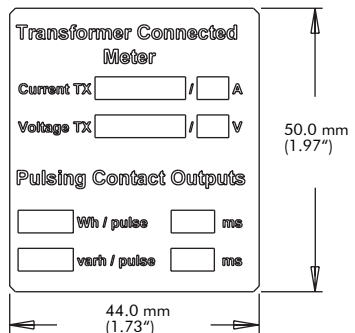 Transformer Connected
Meter
Current TX / A
Voltage TX / V
Pulsing Contact Outputs
Wh / pulse ms
varh / pulse ms
50.0 mm
(1.97")
44.0 mm
(1.73")